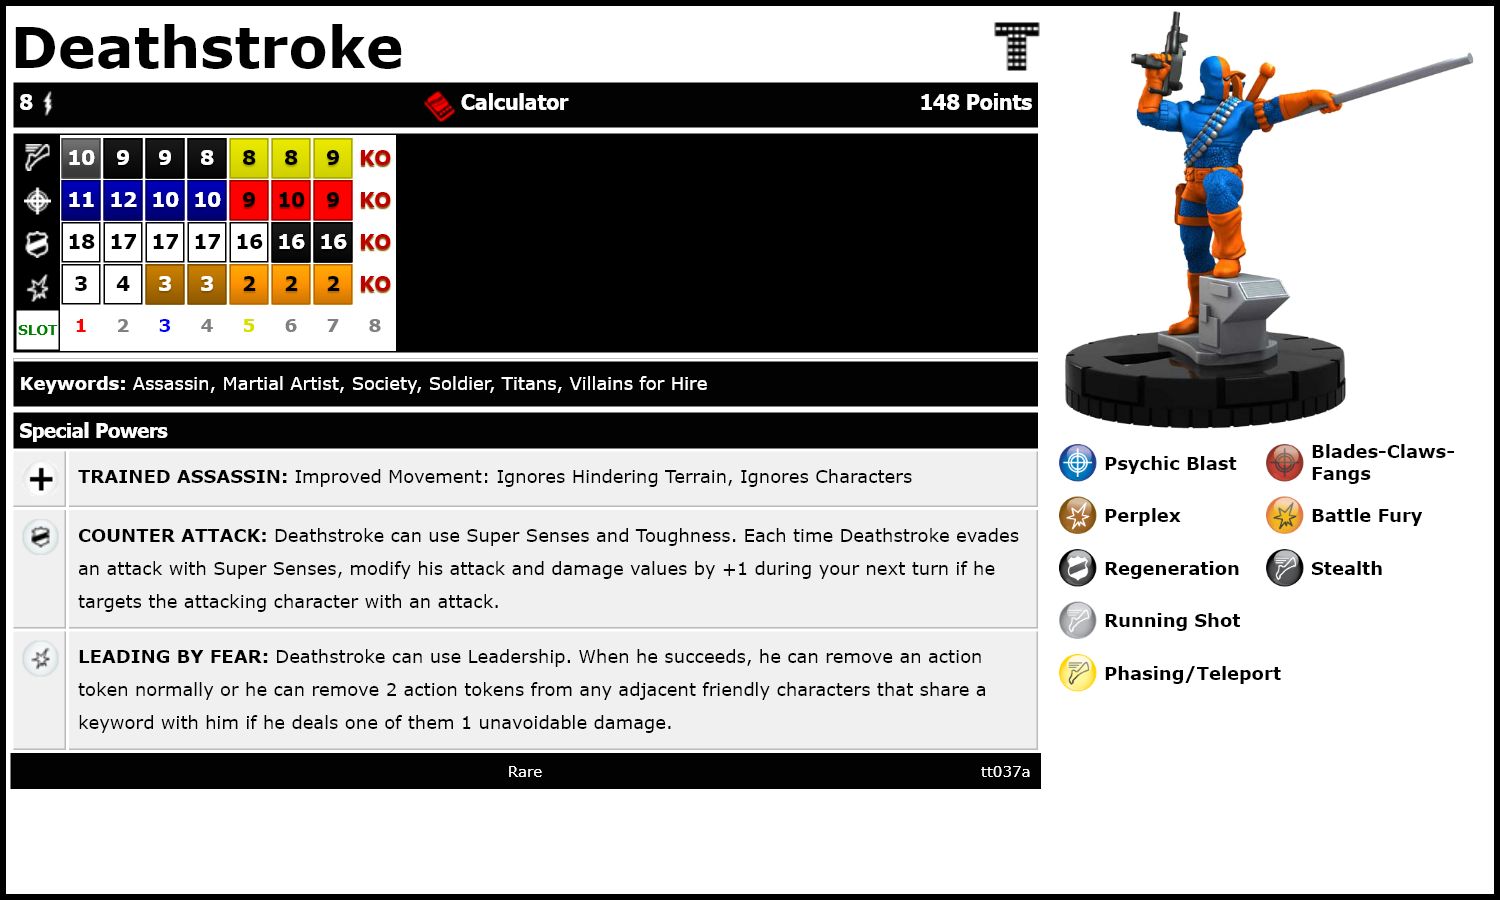 Deathstroke
T
8 Calculator 148 Points
10 9 9 8 8 8 9 KO
11 12 10 10 9 10 9 KO
18 17 17 17 16 16 16 KO
3 4 3 3 2 2 2 KO
SLOT 1 2 3 4 5 6 7 8
Keywords: Assassin, Martial Artist, Society, Soldier, Titans, Villains for Hire
Special Powers
TRAINED ASSASSIN: Improved Movement: Ignores Hindering Terrain, Ignores Characters
COUNTER ATTACK: Deathstroke can use Super Senses and Toughness. Each time Deathstroke evades
an attack with Super Senses, modify his attack and damage values by +1 during your next turn if he
targets the attacking character with an attack.
LEADING BY FEAR: Deathstroke can use Leadership. When he succeeds, he can remove an action
token normally or he can remove 2 action tokens from any adjacent friendly characters that share a
keyword with him if he deals one of them 1 unavoidable damage.
Rare tt037a
Psychic Blast
Blades-Claws-
Fangs
Perplex
Battle Fury
Regeneration
Stealth
Running Shot
Phasing/Teleport